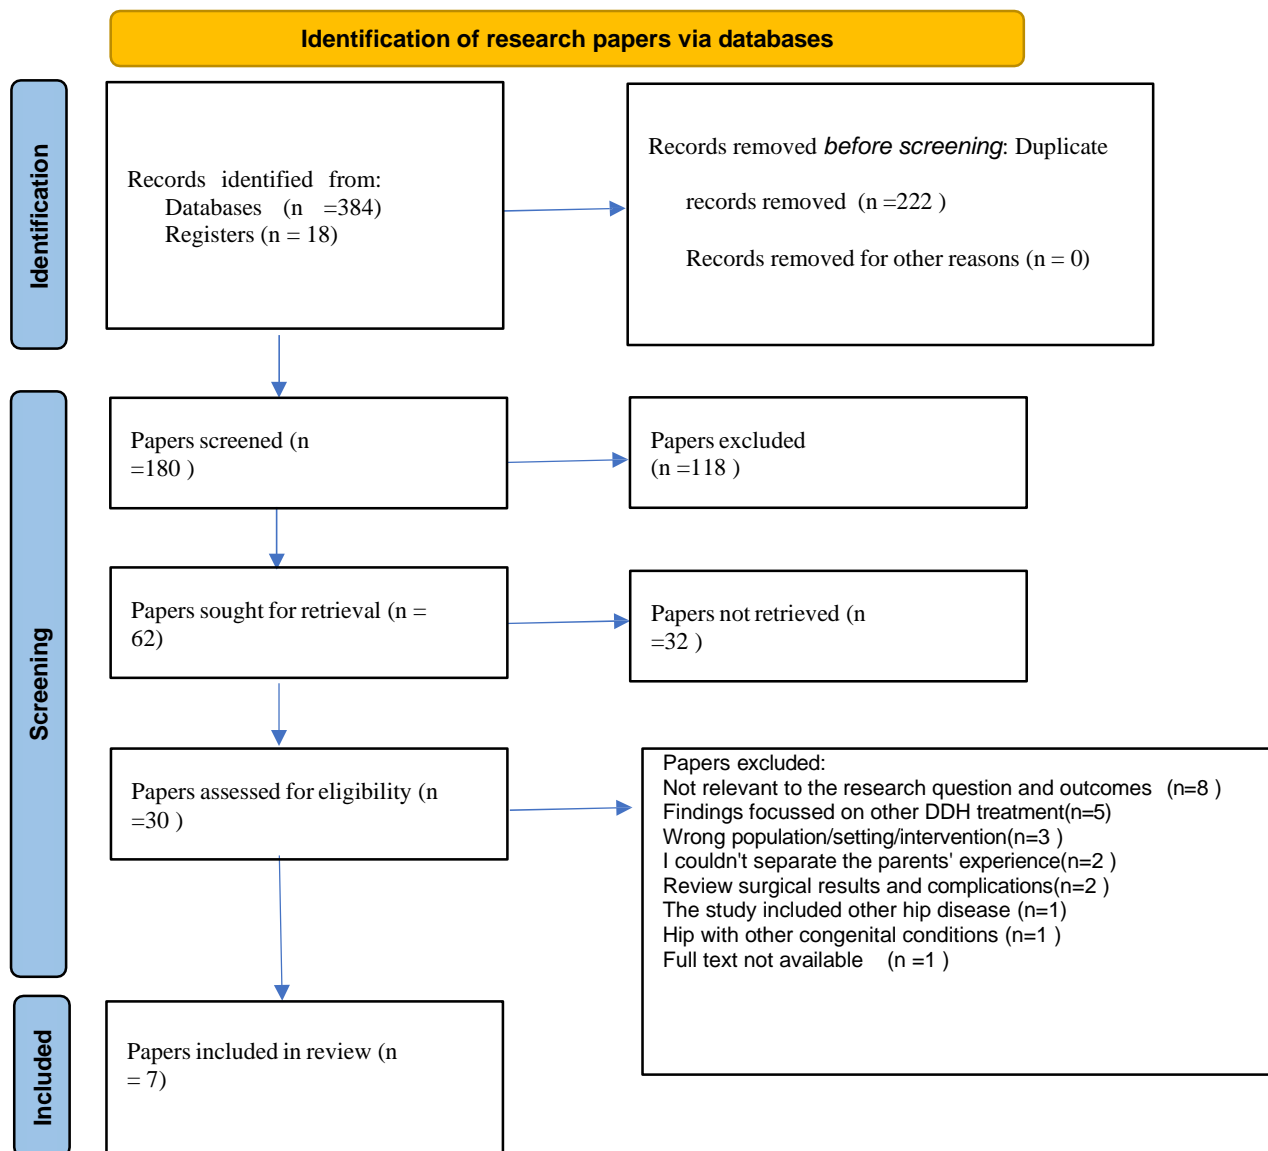 Identification of research papers via databases
Identification
Records identified from:
Databases (n =384)
Registers (n = 18)
Records removed before screening: Duplicate
records removed (n =222 )
Records removed for other reasons (n = 0)
Screening
Papers screened (n
=180 )
Papers excluded
(n =118 )
Papers sought for retrieval (n =
62)
Papers not retrieved (n
=32 )
Papers assessed for eligibility (n
=30 )
Papers excluded:
Not relevant to the research question and outcomes (n=8 )
Findings focussed on other DDH treatment(n=5)
Wrong population/setting/intervention(n=3 )
I couldn't separate the parents' experience(n=2 )
Review surgical results and complications(n=2 )
The study included other hip disease (n=1)
Hip with other congenital conditions (n=1 )
Full text not available (n =1 )
Included
Papers included in review (n
= 7)